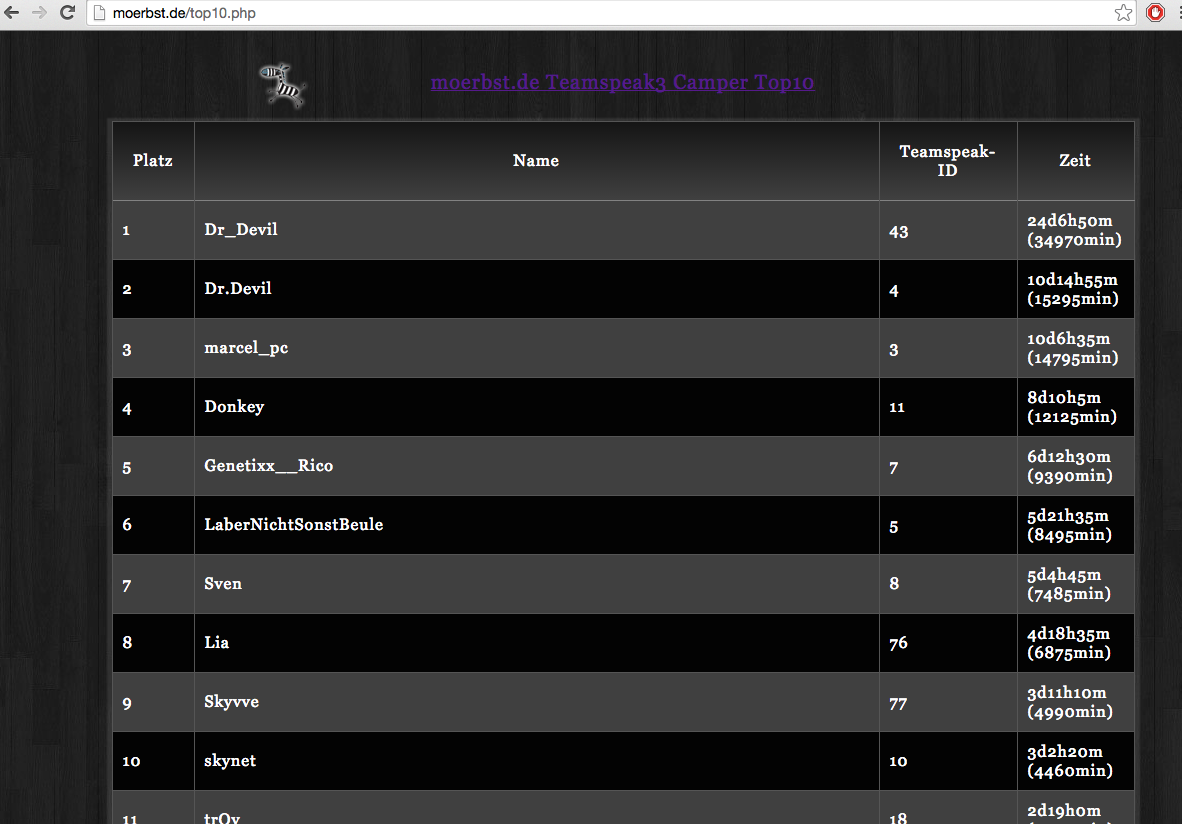 moerbst.de/top10.php
moerbst.de Teamspeak3 Camper Top10
Platz Name Teamspeak-ID Zeit
1 Dr_Devil 43 24d6h50m (34970min)
2 Dr.Devil 4 10d14h55m (15295min)
3 marcel_pc 3 10d6h35m (14795min)
4 Donkey 11 8d10h5m (12125min)
5 Genetixx__Rico 7 6d12h30m (9390min)
6 LaberNichtSonstBeule 5 5d21h35m (8495min)
7 Sven 8 5d4h45m (7485min)
8 Lia 76 4d18h35m (6875min)
9 Skyvve 77 3d11h10m (4990min)
10 skynet 10 3d2h20m (4460min)
11 trOy 18 2d19h0m